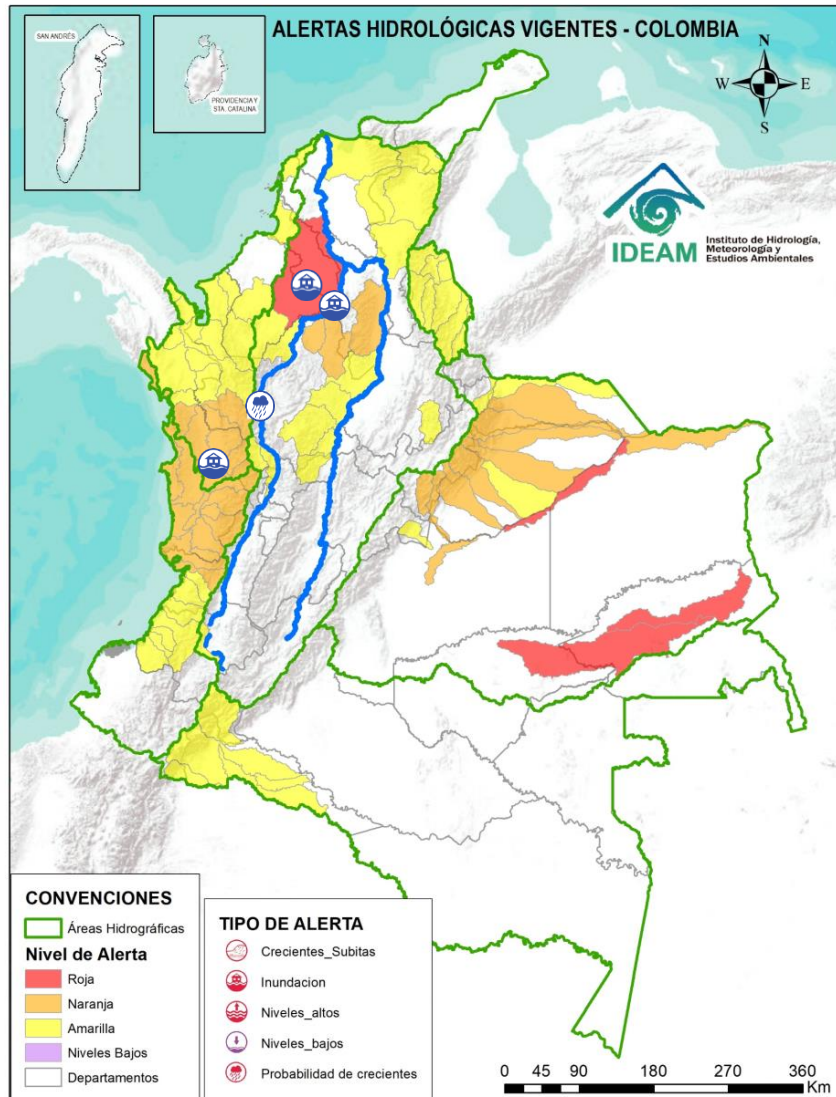 ALERTAS HIDROLÓGICAS VIGENTES - COLOMBIA
SAN ANDRÉS
PROVIDENCIA Y
STA. CATALINA
N
W
E
S
IDEAM
Instituto de Hidrología,
Meteorología y
Estudios Ambientales
CONVENCIONES
Áreas Hidrográficas
Nivel de Alerta
Roja
Naranja
Amarilla
Niveles Bajos
Departamentos
TIPO DE ALERTA
Crecientes_Subitas
Inundacion
Niveles_altos
Niveles_bajos
Probabilidad de crecientes
0 45 90 180 270 360
Km